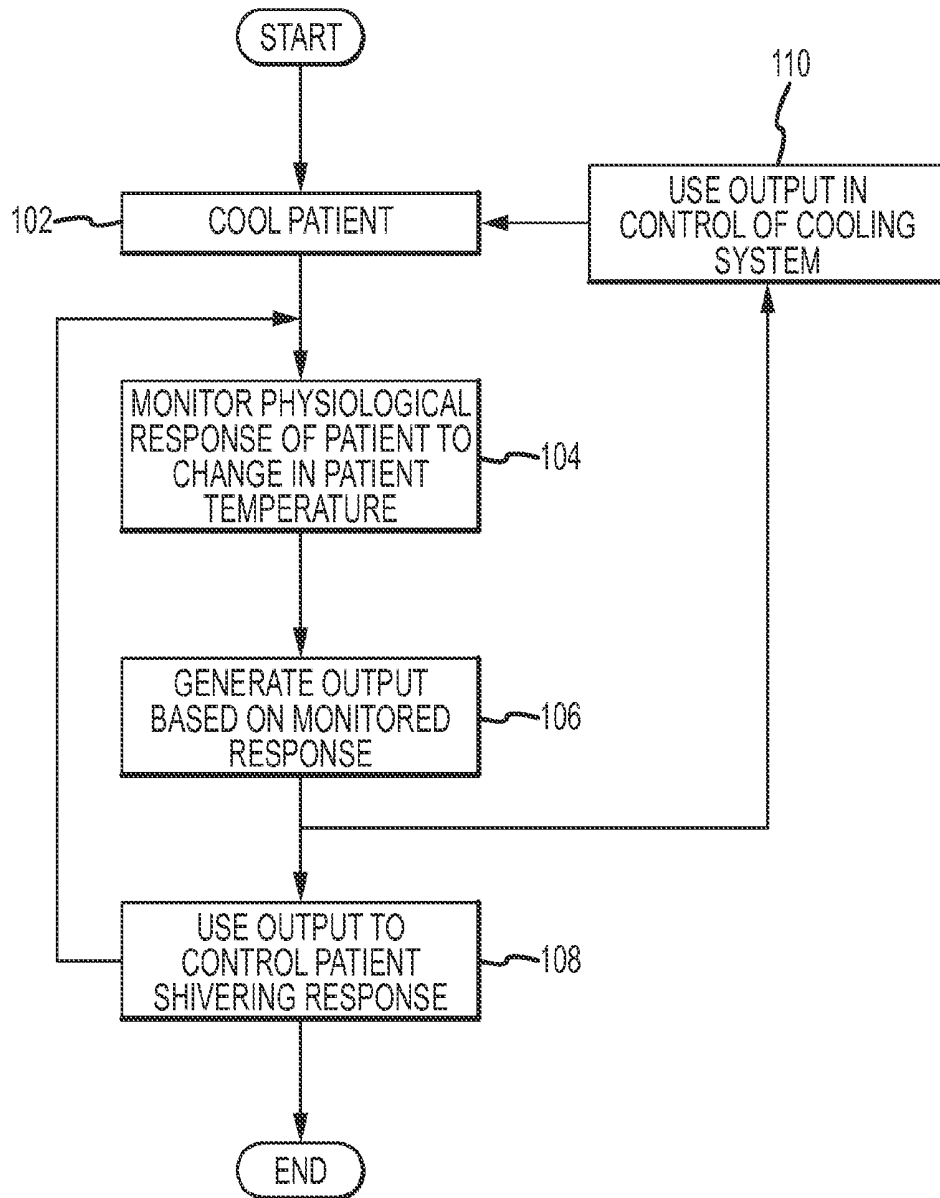 START
110
USE OUTPUT IN
CONTROL OF COOLING
SYSTEM
102
COOL PATIENT
MONITOR PHYSIOLOGICAL
RESPONSE OF PATIENT TO
CHANGE IN PATIENT
TEMPERATURE
104
GENERATE OUTPUT
BASED ON MONITORED
RESPONSE
106
USE OUTPUT TO
CONTROL PATIENT
SHIVERING RESPONSE
108
END